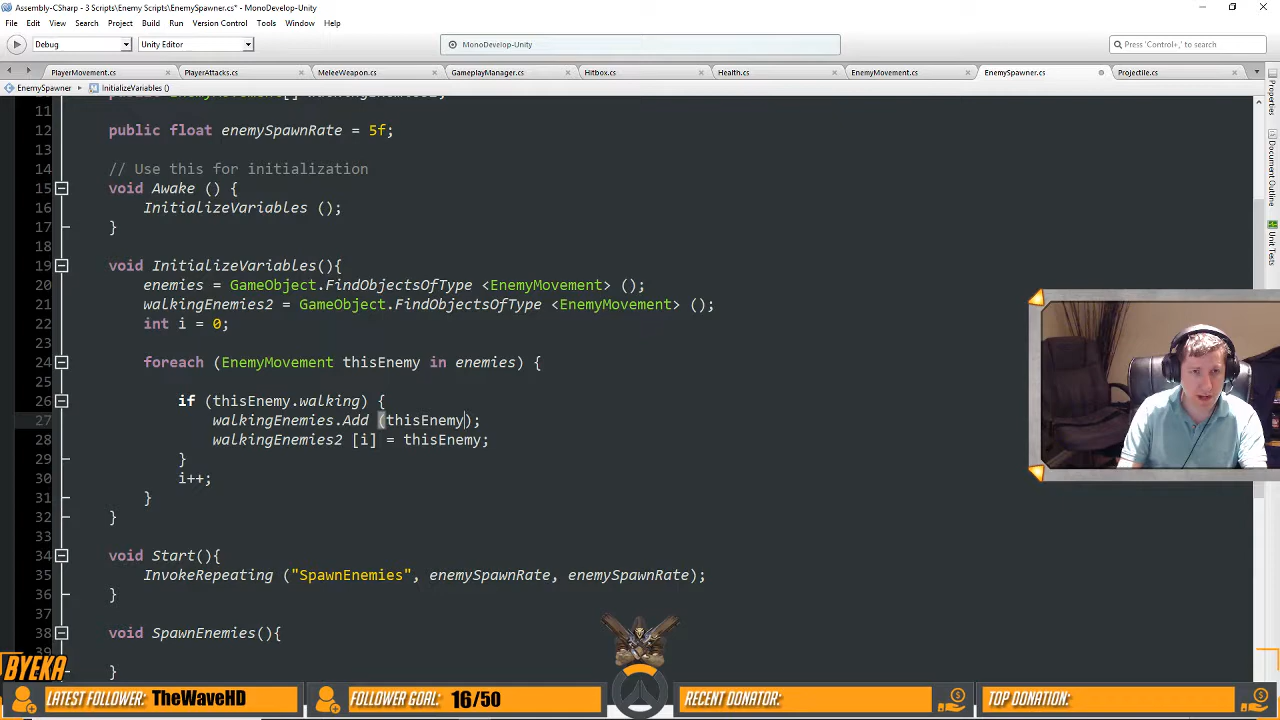 Assembly-CSharp - 3 Scripts\Enemy Scripts\EnemySpawner.cs* - MonoDevelop-Unity
File Edit View Search Project Build Run Version Control Tools Window Help
Debug Unity Editor MonoDevelop-Unity Press 'Control+,' to search
PlayerMovement.cs PlayerAttacks.cs MeleeWeapon.cs GameplayManager.cs Hitbox.cs Health.cs EnemyMovement.cs EnemySpawner.cs Projectile.cs
EnemySpawner InitializeVariables ()
11
12 public float enemySpawnRate = 5f;
13
14 // Use this for initialization
15 void Awake () {
16 InitializeVariables ();
17 }
18
19 void InitializeVariables(){
20 enemies = GameObject.FindObjectsOfType <EnemyMovement> ();
21 walkingEnemies2 = GameObject.FindObjectsOfType <EnemyMovement> ();
22 int i = 0;
23
24 foreach (EnemyMovement thisEnemy in enemies) {
25
26 if (thisEnemy.walking) {
27 walkingEnemies.Add (thisEnemy);
28 walkingEnemies2 [i] = thisEnemy;
29 }
30 i++;
31 }
32 }
33
34 void Start(){
35 InvokeRepeating ("SpawnEnemies", enemySpawnRate, enemySpawnRate);
36 }
37
38 void SpawnEnemies(){
39
}
Properties
Document Outline
Unit Tests
BYEKA
LATEST FOLLOWER: TheWaveHD FOLLOWER GOAL: 16/50 RECENT DONATOR: TOP DONATION: